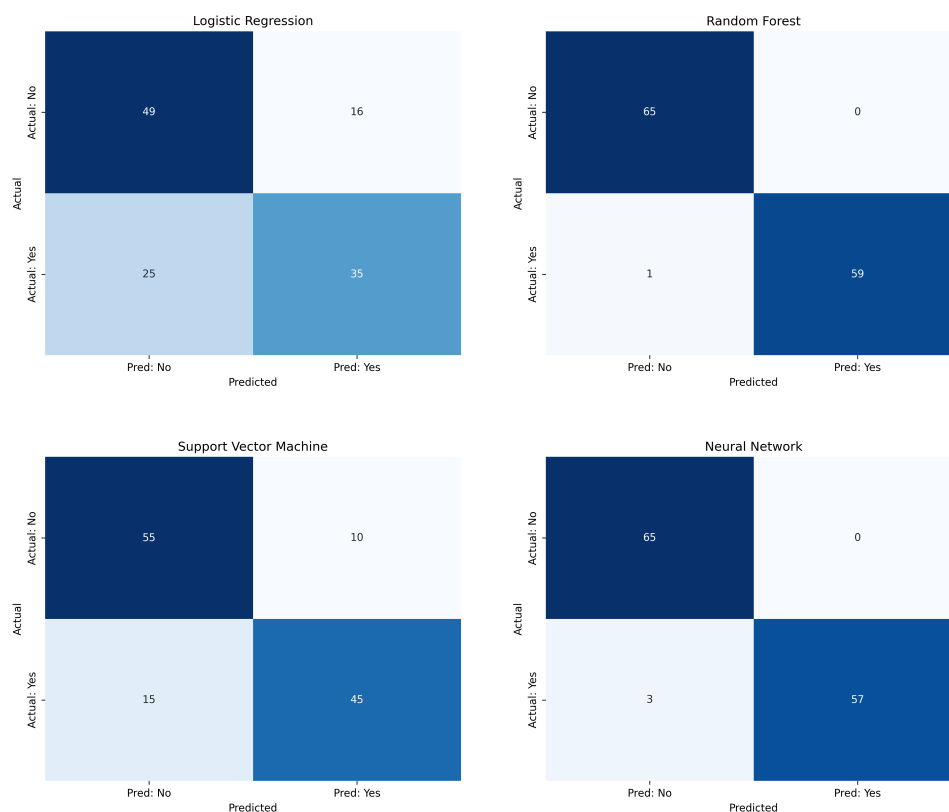 Logistic Regression
Actual: No
49
16
Actual
Actual: Yes
25
35
Pred: No
Pred: Yes
Predicted
Random Forest
Actual: No
65
0
Actual
Actual: Yes
1
59
Pred: No
Pred: Yes
Predicted
Support Vector Machine
Actual: No
55
10
Actual
Actual: Yes
15
45
Pred: No
Pred: Yes
Predicted
Neural Network
Actual: No
65
0
Actual
Actual: Yes
3
57
Pred: No
Pred: Yes
Predicted